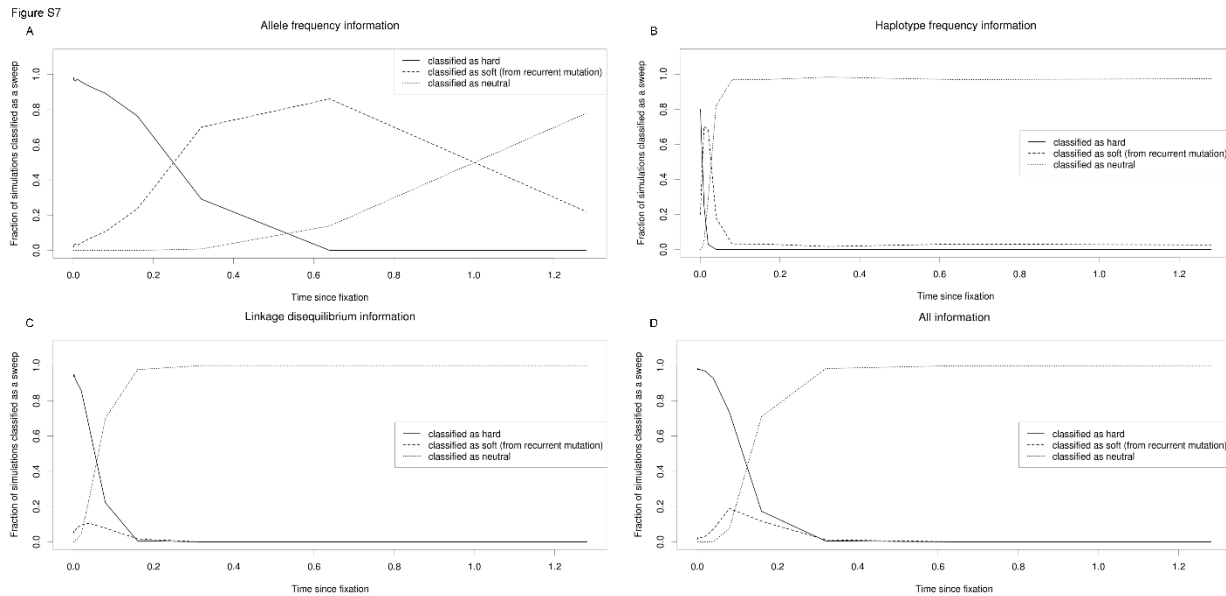 Figure S7
A
Allele frequency information
Fraction of simulations classified as a sweep
0.0 0.2 0.4 0.6 0.8 1.0
classified as hard
classified as soft (from recurrent mutation)
classified as neutral
0.0 0.2 0.4 0.6 0.8 1.0 1.2
Time since fixation
B
Haplotype frequency information
Fraction of simulations classified as a sweep
0.0 0.2 0.4 0.6 0.8 1.0
classified as hard
classified as soft (from recurrent mutation)
classified as neutral
0.0 0.2 0.4 0.6 0.8 1.0 1.2
Time since fixation
C
Linkage disequilibrium information
Fraction of simulations classified as a sweep
0.0 0.2 0.4 0.6 0.8 1.0
classified as hard
classified as soft (from recurrent mutation)
classified as neutral
0.0 0.2 0.4 0.6 0.8 1.0 1.2
Time since fixation
D
All information
Fraction of simulations classified as a sweep
0.0 0.2 0.4 0.6 0.8 1.0
classified as hard
classified as soft (from recurrent mutation)
classified as neutral
0.0 0.2 0.4 0.6 0.8 1.0 1.2
Time since fixation